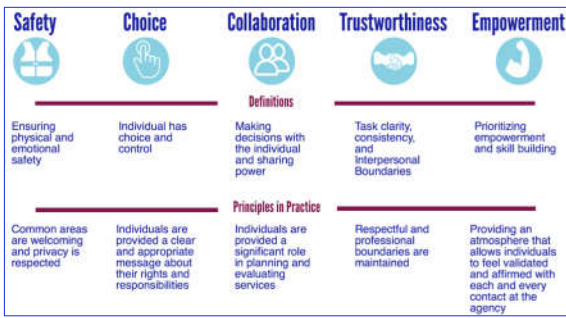 Safety
Choice
Collaboration
Trustworthiness
Empowerment
Definitions
Ensuring
physical and
emotional
safety
Individual has
choice and
control
Making
decisions with
the individual
and sharing
power
Task clarity,
consistency,
and
Interpersonal
Boundaries
Prioritizing
empowerment
and skill building
Principles in Practice
Common areas
are welcoming
and privacy is
respected
Individuals are
provided a clear
and appropriate
message about
their rights and
responsibilities
Individuals are
provided a
significant role
in planning and
evaluating
services
Respectful and
professional
boundaries are
maintained
Providing an
atmosphere that
allows individuals
to feel validated
and affirmed with
each and every
contact at the
agency